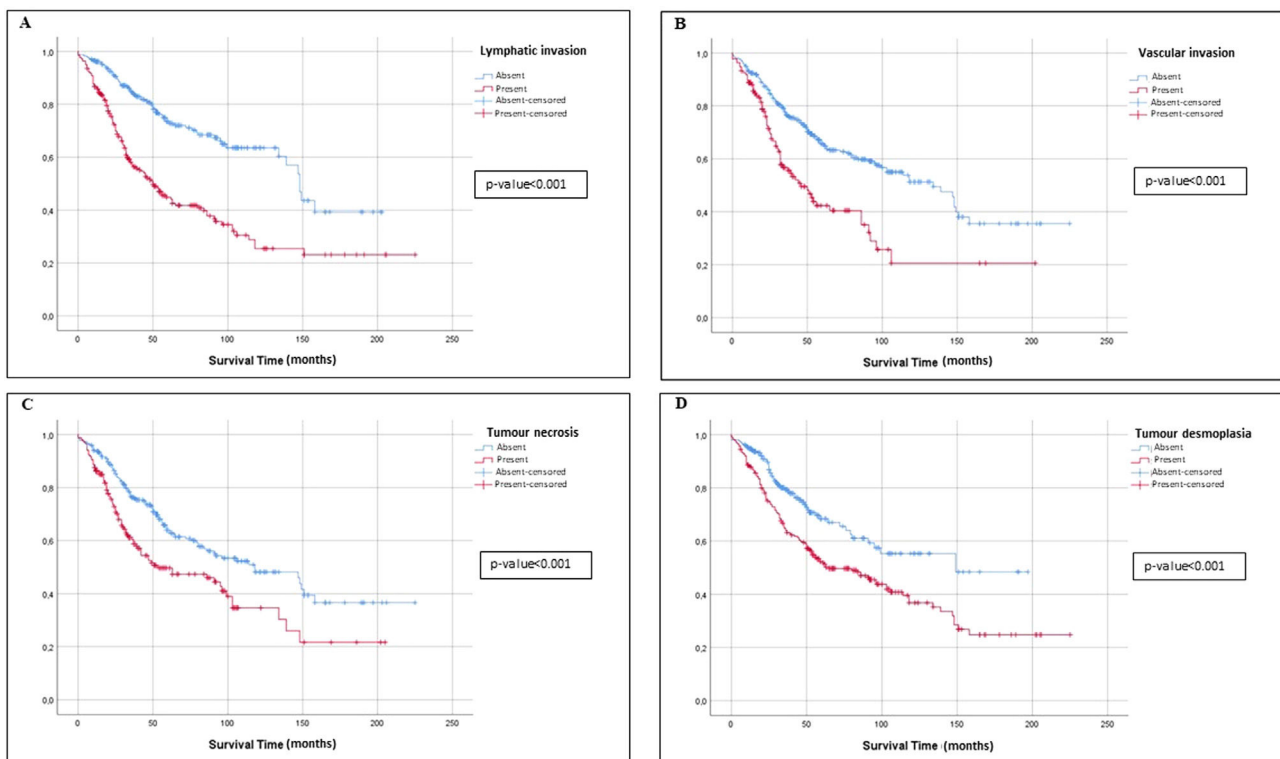 A
Lymphatic invasion
Absent
Present
Absent-censored
Present-censored
p-value<0.001
1,0
0,8
0,6
0,4
0,2
0,0
0 50 100 150 200 250
Survival Time (months)
B
Vascular invasion
Absent
Present
Absent-censored
Present-censored
p-value<0.001
1,0
0,8
0,6
0,4
0,2
0,0
0 50 100 150 200 250
Survival Time (months)
C
Tumour necrosis
Absent
Present
Absent-censored
Present-censored
p-value<0.001
1,0
0,8
0,6
0,4
0,2
0,0
0 50 100 150 200 250
Survival Time (months)
D
Tumour desmoplasia
Absent
Present
Absent-censored
Present-censored
p-value<0.001
1,0
0,8
0,6
0,4
0,2
0,0
0 50 100 150 200 250
Survival Time (months)